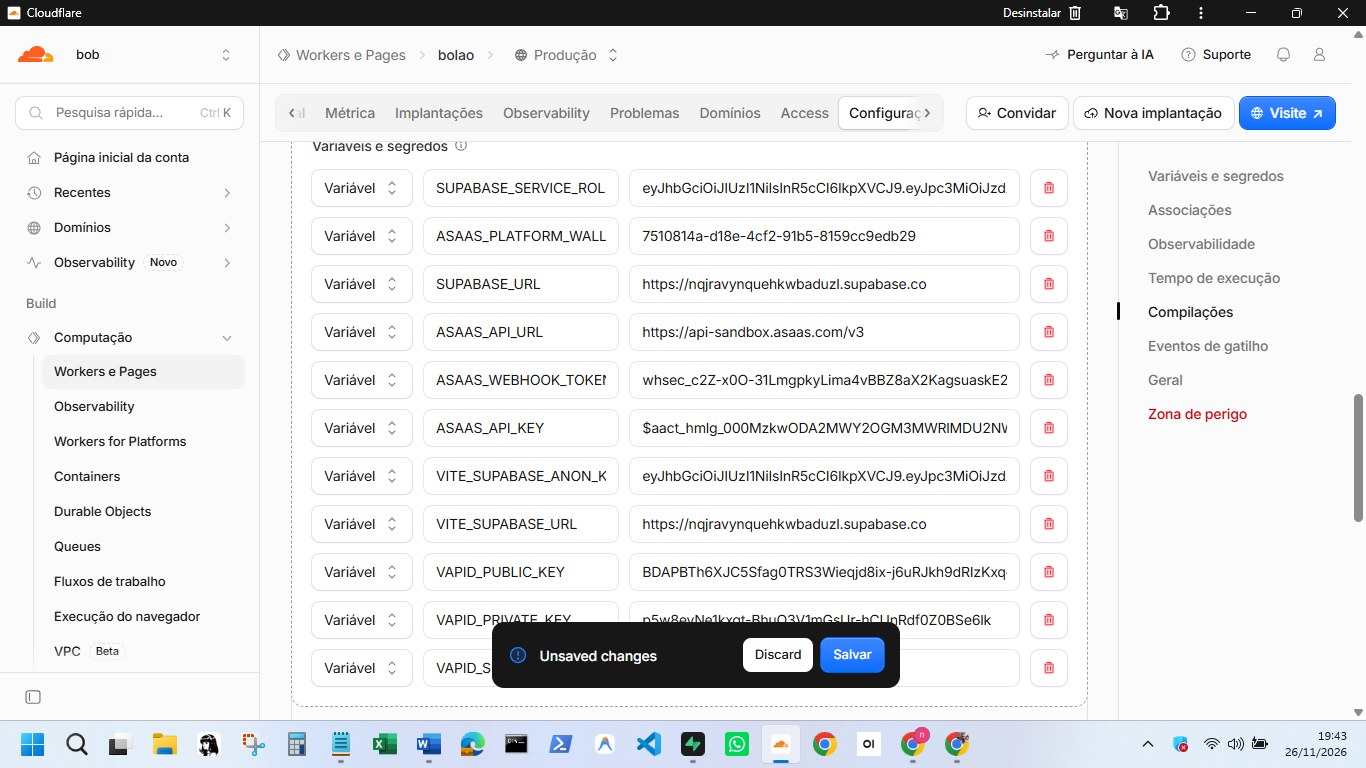 Cloudflare
Desinstalar
bob
Workers e Pages
bolao
Produção
Perguntar à IA
Suporte
Pesquisa rápida...
Ctrl K
Métrica
Implantações
Observability
Problemas
Domínios
Access
Configuraç
Convidar
Nova implantação
Visite
Página inicial da conta
Recentes
Domínios
Observability Novo
Build
Computação
Workers e Pages
Observability
Workers for Platforms
Containers
Durable Objects
Queues
Fluxos de trabalho
Execução do navegador
VPC Beta
Variáveis e segredos
Variável SUPABASE_SERVICE_ROL eyJhbGciOiJIUzI1NiIsInR5cCI6IkpXVCJ9.eyJpc3MiOiJzd
Variável ASAAS_PLATFORM_WALL 7510814a-d18e-4cf2-91b5-8159cc9edb29
Variável SUPABASE_URL https://nqjravynquehkwbaduzl.supabase.co
Variável ASAAS_API_URL https://api-sandbox.asaas.com/v3
Variável ASAAS_WEBHOOK_TOKEN whsec_c2Z-x0O-31LmgpkyLima4vBBZ8aX2KagsuaskE2
Variável ASAAS_API_KEY $aact_hmlg_000MzkwODA2MWY2OGM3MWRlMDU2NW
Variável VITE_SUPABASE_ANON_K eyJhbGciOiJIUzI1NiIsInR5cCI6IkpXVCJ9.eyJpc3MiOiJzd
Variável VITE_SUPABASE_URL https://nqjravynquehkwbaduzl.supabase.co
Variável VAPID_PUBLIC_KEY BDAPBTh6XJC5Sfag0TRS3Wieqjd8ix-j6uRJkh9dRIzKxq
Variável VAPID_PRIVATE_KEY
Variável VAPID_S
Unsaved changes
Discard
Salvar
Variáveis e segredos
Associações
Observabilidade
Tempo de execução
Compilações
Eventos de gatilho
Geral
Zona de perigo
19:43
26/11/2026